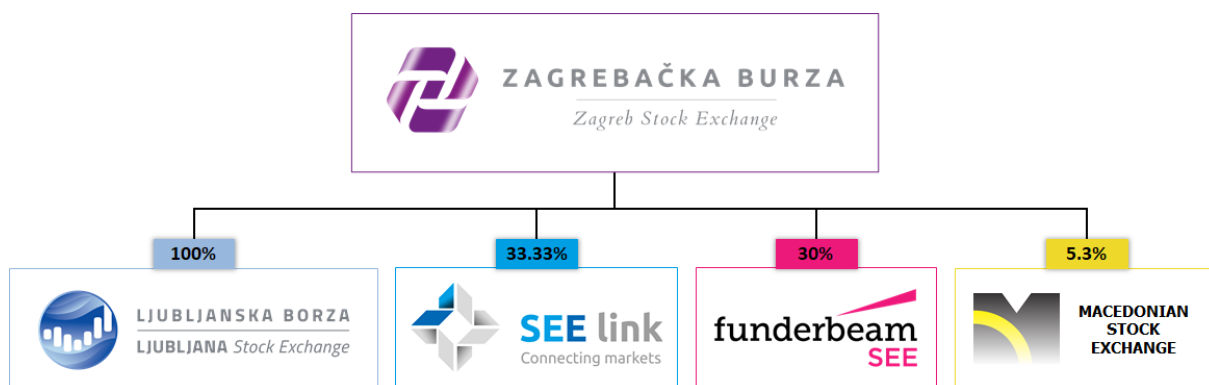 ZAGREBAČKA BURZA
Zagreb Stock Exchange
100%
33.33%
30%
5.3%
LJUBLJANSKA BORZA
LJUBLJANA Stock Exchange
SEE link
Connecting markets
funderbeam
SEE
MACEDONIAN
STOCK
EXCHANGE